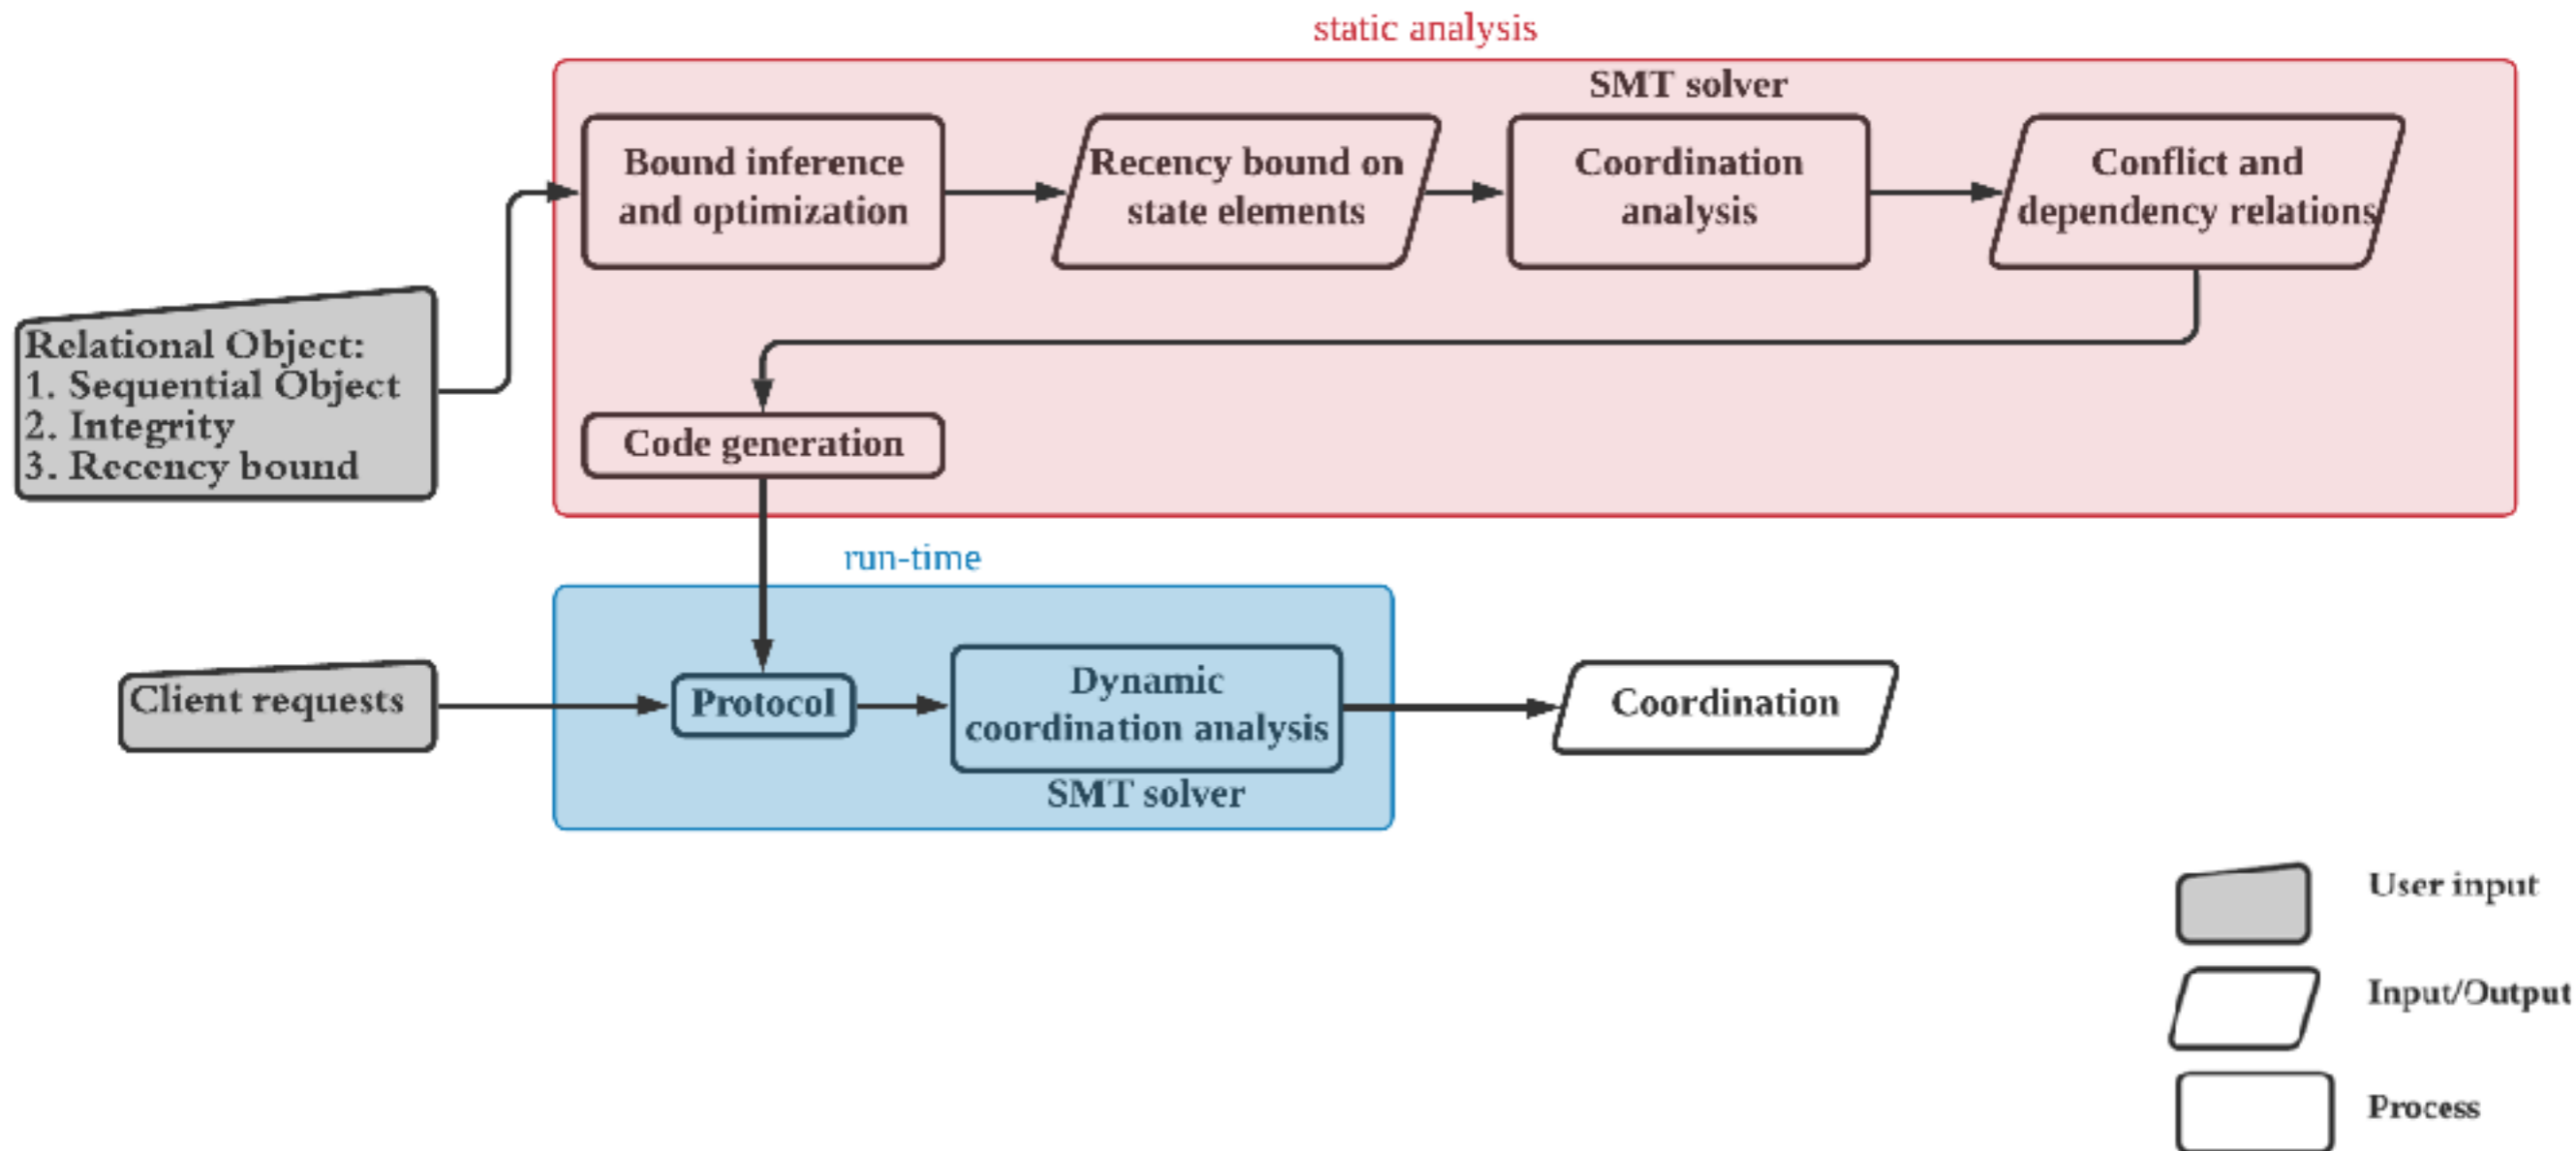 static analysis
SMT solver
Bound inference
and optimization
Recency bound on
state elements
Coordination
analysis
Conflict and
dependency relations
Relational Object:
1. Sequential Object
2. Integrity
3. Recency bound
Code generation
run-time
Client requests
Protocol
Dynamic
coordination analysis
SMT solver
Coordination
User input
Input/Output
Process